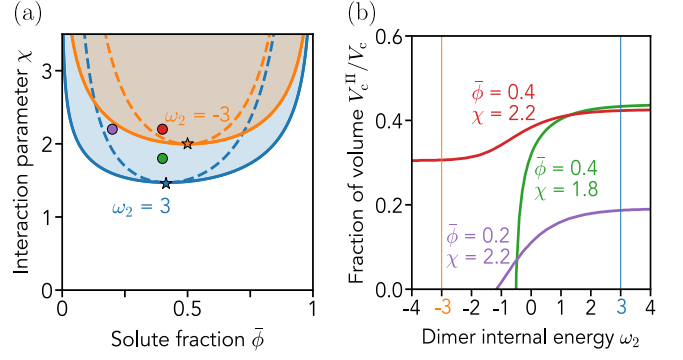 (a)
Interaction parameter χ
3
2
1
0
ω₂ = -3
ω₂ = 3
0
0.5
1
Solute fraction ϕ̄
(b)
Fraction of volume V_c^II/V_c
0.6
0.4
0.2
0.0
ϕ̄ = 0.4
χ = 2.2
ϕ̄ = 0.4
χ = 1.8
ϕ̄ = 0.2
χ = 2.2
-4 -3 -2 -1 0 1 2 3 4
Dimer internal energy ω₂